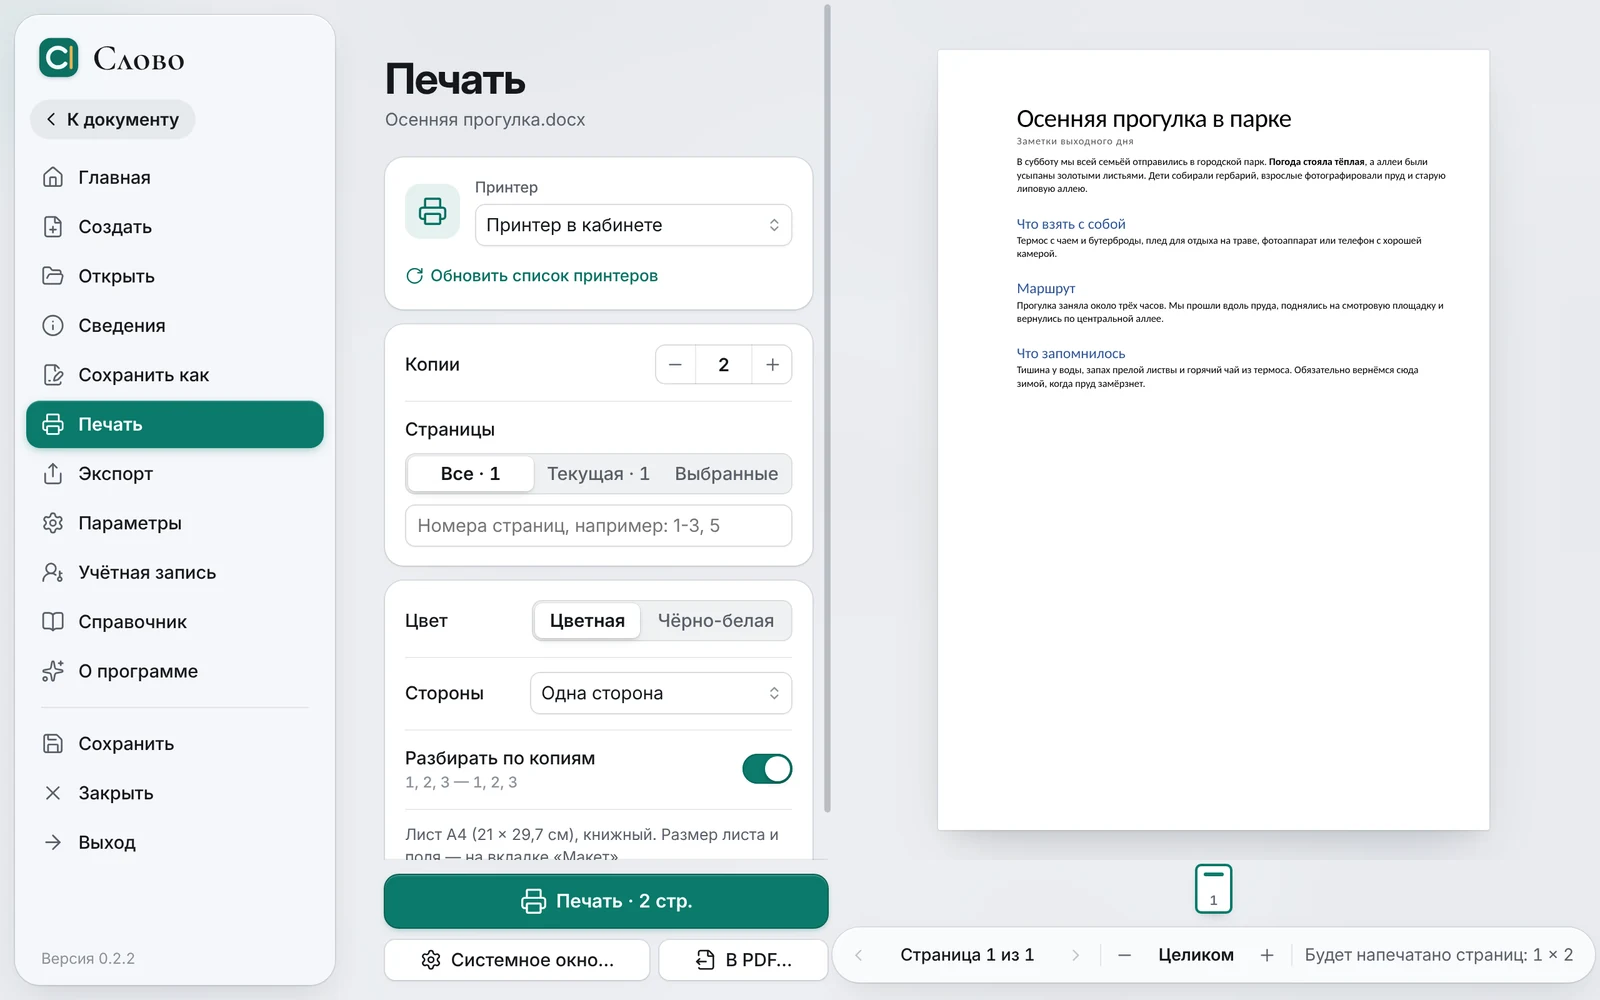 Слово
К документу
Главная
Создать
Открыть
Сведения
Сохранить как
Печать
Экспорт
Параметры
Учётная запись
Справочник
О программе
Сохранить
Закрыть
Выход
Версия 0.2.2
Печать
Осенняя прогулка.docx
Принтер
Принтер в кабинете
Обновить список принтеров
Копии
2
Страницы
Все · 1
Текущая · 1
Выбранные
Номера страниц, например: 1-3, 5
Цвет
Цветная
Чёрно-белая
Стороны
Одна сторона
Разбирать по копиям
1, 2, 3 — 1, 2, 3
Лист A4 (21 × 29,7 см), книжный. Размер листа и
поля — на вкладке «Макет»
Печать · 2 стр.
Системное окно...
В PDF...
Осенняя прогулка в парке
Заметки выходного дня
В субботу мы всей семьёй отправились в городской парк. Погода стояла тёплая, а аллеи были
усыпаны золотыми листьями. Дети собирали гербарий, взрослые фотографировали пруд и старую
липовую аллею.
Что взять с собой
Термос с чаем и бутерброды, плед для отдыха на траве, фотоаппарат или телефон с хорошей
камерой.
Маршрут
Прогулка заняла около трёх часов. Мы прошли вдоль пруда, поднялись на смотровую площадку и
вернулись по центральной аллее.
Что запомнилось
Тишина у воды, запах прелой листвы и горячий чай из термоса. Обязательно вернёмся сюда
зимой, когда пруд замёрзнет.
1
Страница 1 из 1
Целиком
Будет напечатано страниц: 1 × 2